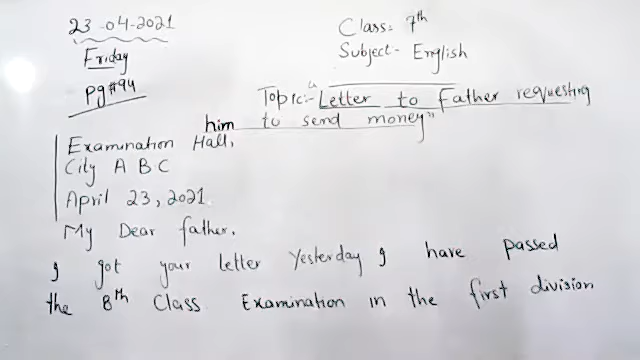 23-04-2021
Friday
Pg#94
Class: 7th
Subject- English
Topic:- "Letter to Father requesting
him to send money"
Examination Hall,
City A B C
April 23, 2021.
My Dear father,
I got your letter Yesterday I have passed
the 8th Class Examination in the first division